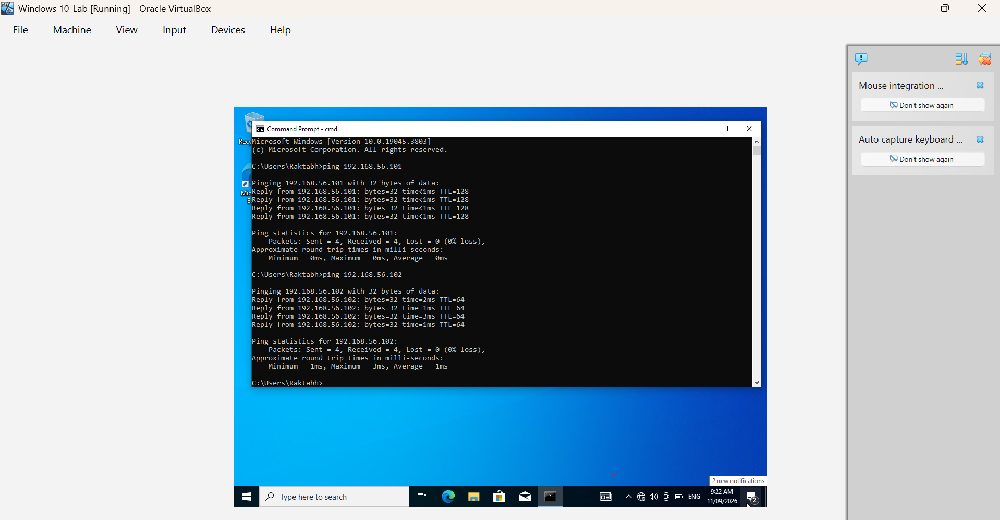 Windows 10-Lab [Running] - Oracle VirtualBox
File Machine View Input Devices Help
Mouse integration ...
Don't show again
Auto capture keyboard ...
Don't show again
Command Prompt - cmd
Microsoft Windows [Version 10.0.19045.3803]
(c) Microsoft Corporation. All rights reserved.
C:\Users\Raktabh>ping 192.168.56.101
Pinging 192.168.56.101 with 32 bytes of data:
Reply from 192.168.56.101: bytes=32 time<1ms TTL=128
Reply from 192.168.56.101: bytes=32 time<1ms TTL=128
Reply from 192.168.56.101: bytes=32 time<1ms TTL=128
Reply from 192.168.56.101: bytes=32 time<1ms TTL=128
Ping statistics for 192.168.56.101:
    Packets: Sent = 4, Received = 4, Lost = 0 (0% loss),
Approximate round trip times in milli-seconds:
    Minimum = 0ms, Maximum = 0ms, Average = 0ms
C:\Users\Raktabh>ping 192.168.56.102
Pinging 192.168.56.102 with 32 bytes of data:
Reply from 192.168.56.102: bytes=32 time=2ms TTL=64
Reply from 192.168.56.102: bytes=32 time=1ms TTL=64
Reply from 192.168.56.102: bytes=32 time=3ms TTL=64
Reply from 192.168.56.102: bytes=32 time=1ms TTL=64
Ping statistics for 192.168.56.102:
    Packets: Sent = 4, Received = 4, Lost = 0 (0% loss),
Approximate round trip times in milli-seconds:
    Minimum = 1ms, Maximum = 3ms, Average = 1ms
C:\Users\Raktabh>
2 new notifications
Type here to search
ENG
9:22 AM
11/09/2026
2